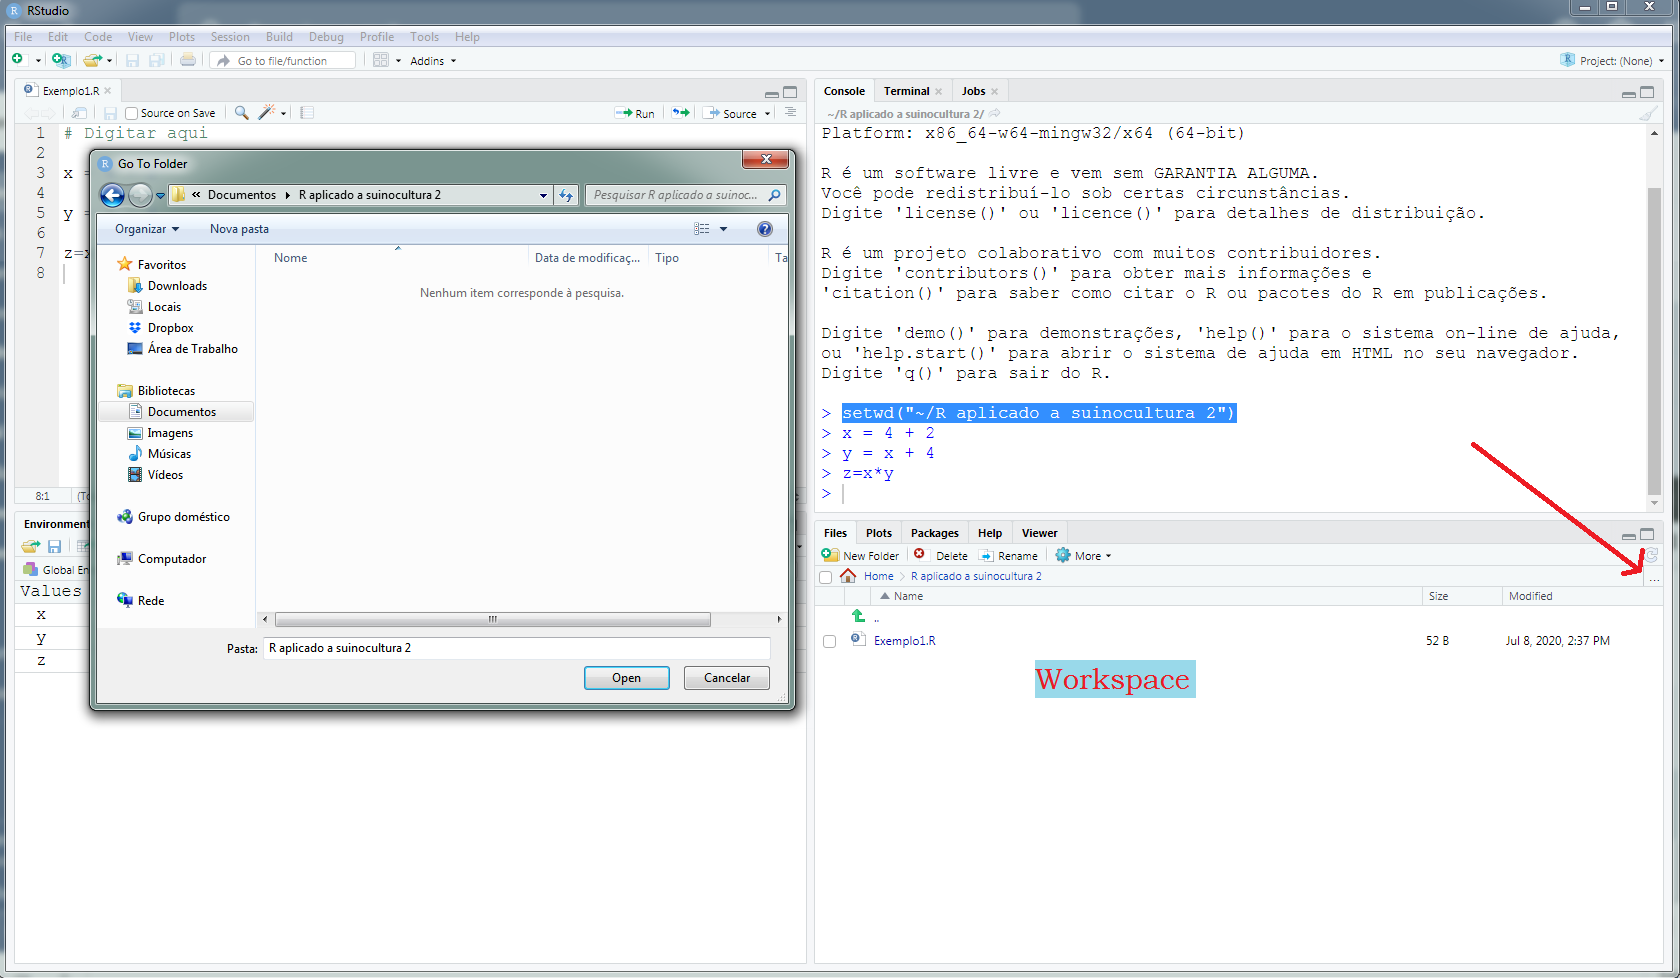 RStudio
File Edit Code View Plots Session Build Debug Profile Tools Help
Go to file/function Addins Project: (None)
Exemplo1.R
Source on Save Run Source
1 # Digitar aqui
2
3 x =
4
5 y =
6
7 z=x
8
8:1 (To
Environment
Global En
Values
x
y
z
Go To Folder
« Documentos R aplicado a suinocultura 2 Pesquisar R aplicado a suinoc...
Organizar Nova pasta
Favoritos
Downloads
Locais
Dropbox
Área de Trabalho
Bibliotecas
Documentos
Imagens
Músicas
Vídeos
Grupo doméstico
Computador
Rede
Nome Data de modificaç... Tipo Ta
Nenhum item corresponde à pesquisa.
Pasta: R aplicado a suinocultura 2
Open Cancelar
Console Terminal Jobs
~/R aplicado a suinocultura 2/
Platform: x86_64-w64-mingw32/x64 (64-bit)
R é um software livre e vem sem GARANTIA ALGUMA.
Você pode redistribuí-lo sob certas circunstâncias.
Digite 'license()' ou 'licence()' para detalhes de distribuição.
R é um projeto colaborativo com muitos contribuidores.
Digite 'contributors()' para obter mais informações e
'citation()' para saber como citar o R ou pacotes do R em publicações.
Digite 'demo()' para demonstrações, 'help()' para o sistema on-line de ajuda,
ou 'help.start()' para abrir o sistema de ajuda em HTML no seu navegador.
Digite 'q()' para sair do R.
> setwd("~/R aplicado a suinocultura 2")
> x = 4 + 2
> y = x + 4
> z=x*y
>
Files Plots Packages Help Viewer
New Folder Delete Rename More
Home R aplicado a suinocultura 2 ...
Name Size Modified
..
Exemplo1.R 52 B Jul 8, 2020, 2:37 PM
Workspace